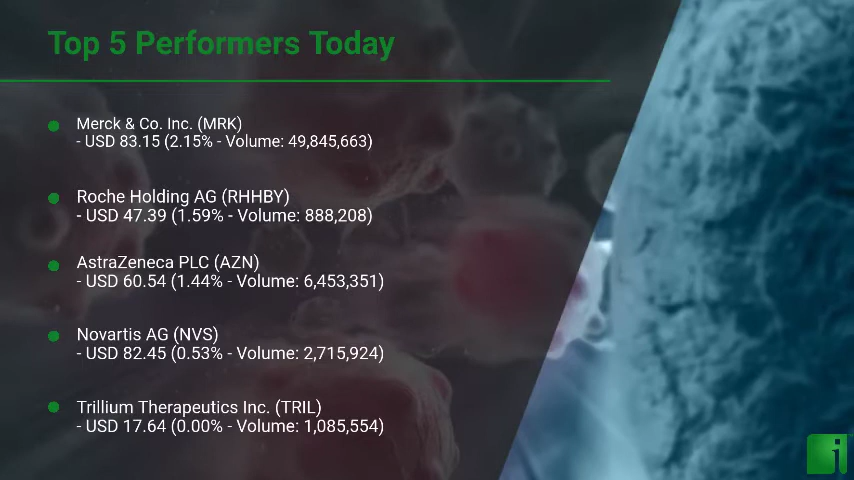 Top 5 Performers Today
Merck & Co. Inc. (MRK)
- USD 83.15 (2.15% - Volume: 49,845,663)
Roche Holding AG (RHHBY)
- USD 47.39 (1.59% - Volume: 888,208)
AstraZeneca PLC (AZN)
- USD 60.54 (1.44% - Volume: 6,453,351)
Novartis AG (NVS)
- USD 82.45 (0.53% - Volume: 2,715,924)
Trillium Therapeutics Inc. (TRIL)
- USD 17.64 (0.00% - Volume: 1,085,554)
i